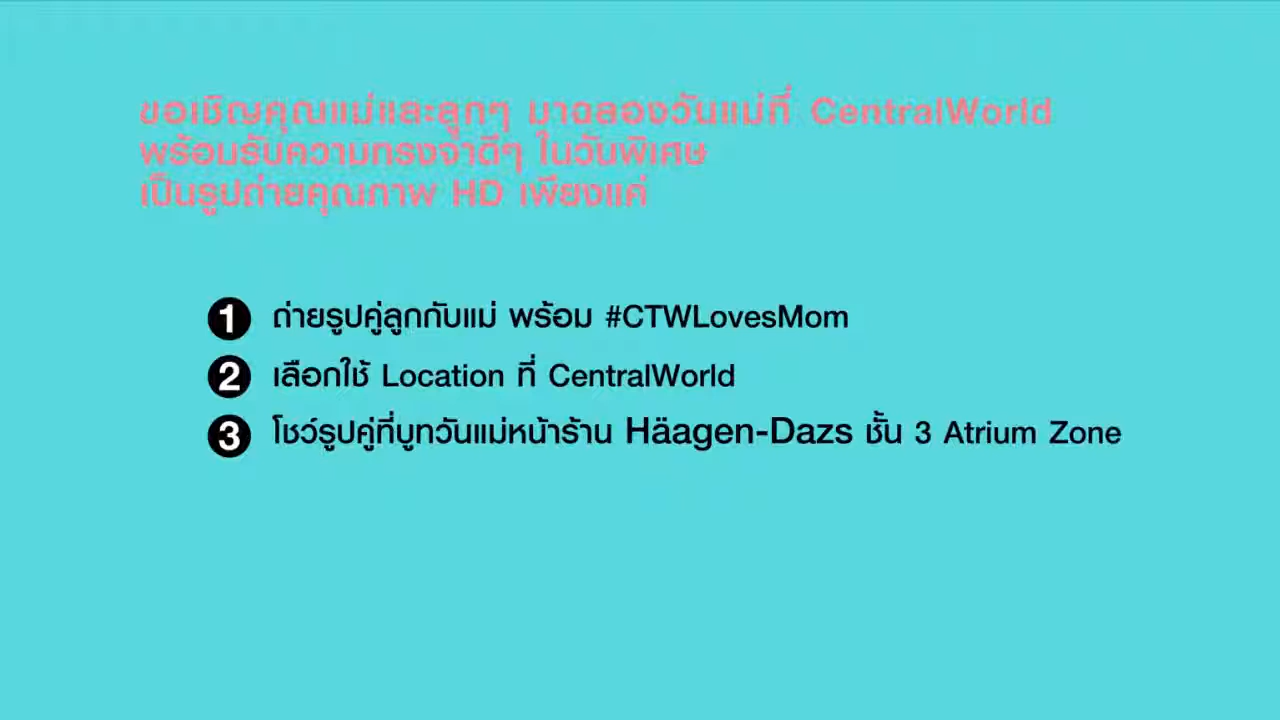 ขอเชิญคุณแม่และลูกๆ มาฉลองวันแม่ที่ CentralWorld
พร้อมรับความทรงจำดีๆ ในวันพิเศษ
เป็นรูปถ่ายคุณภาพ HD เพียงแค่
1 ถ่ายรูปคู่ลูกกับแม่ พร้อม #CTWLovesMom
2 เลือกใช้ Location ที่ CentralWorld
3 โชว์รูปคู่ที่บูทวันแม่หน้าร้าน Häagen-Dazs ชั้น 3 Atrium Zone